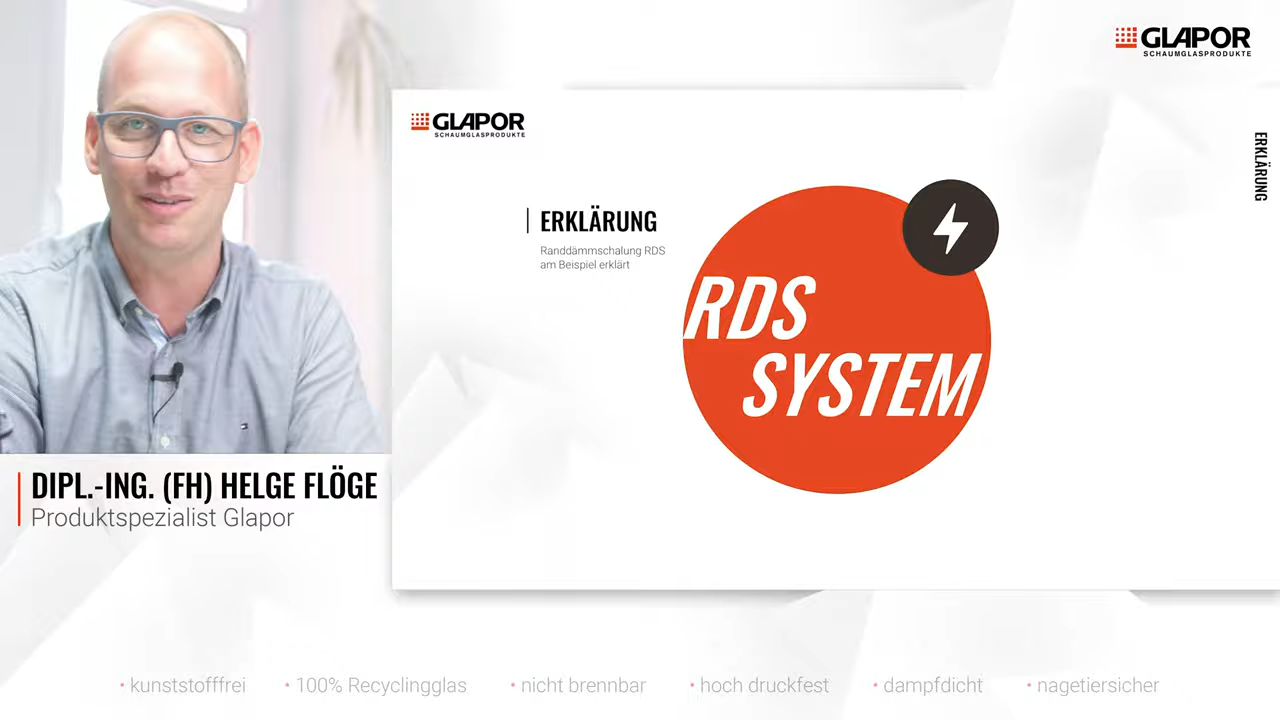 GLAPOR
SCHAUMGLASPRODUKTE
GLAPOR
SCHAUMGLASPRODUKTE
ERKLÄRUNG
ERKLÄRUNG
Randdämmschalung RDS
am Beispiel erklärt
RDS
SYSTEM
DIPL.-ING. (FH) HELGE FLÖGE
Produktspezialist Glapor
• kunststofffrei • 100% Recyclingglas • nicht brennbar • hoch druckfest • dampfdicht • nagetiersicher